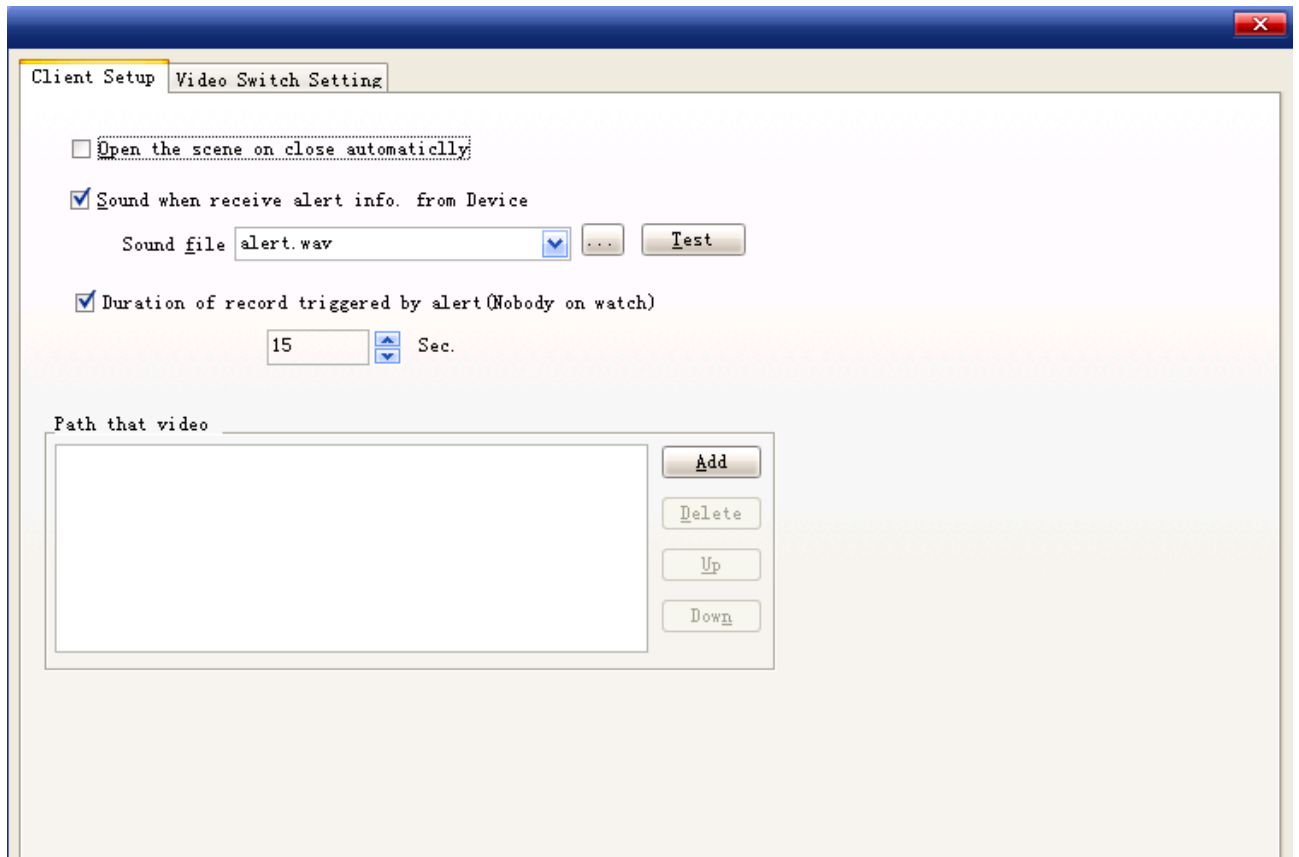 Client Setup Video Switch Setting
Open the scene on close automaticlly
Sound when receive alert info. from Device
Sound file alert.wav ... Test
Duration of record triggered by alert(Nobody on watch)
15 Sec.
Path that video
Add
Delete
Up
Down